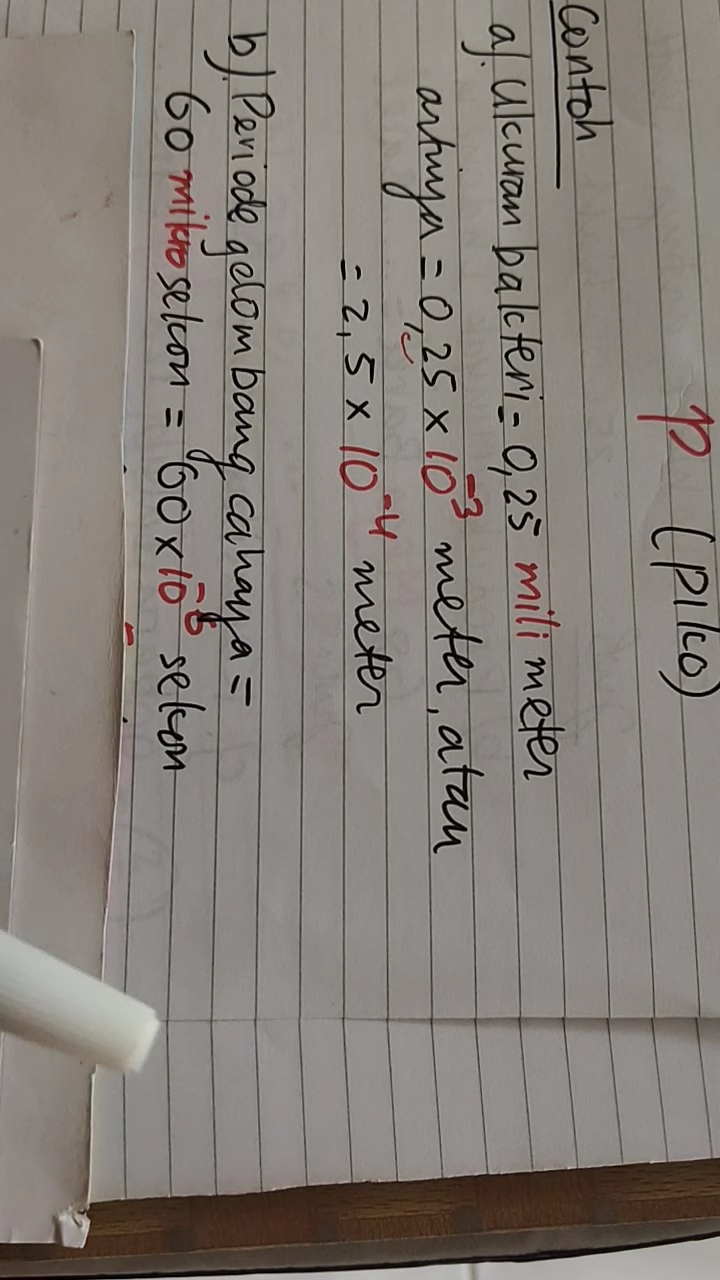 p (piko)
Contoh
a). Ukuran bakteri = 0,25 mili meter
artinya = 0,25 x 10⁻³ meter, atau
= 2,5 x 10⁻⁴ meter
b) Periode gelombang cahaya =
60 mikro sekon = 60 x 10⁻⁶ sekon